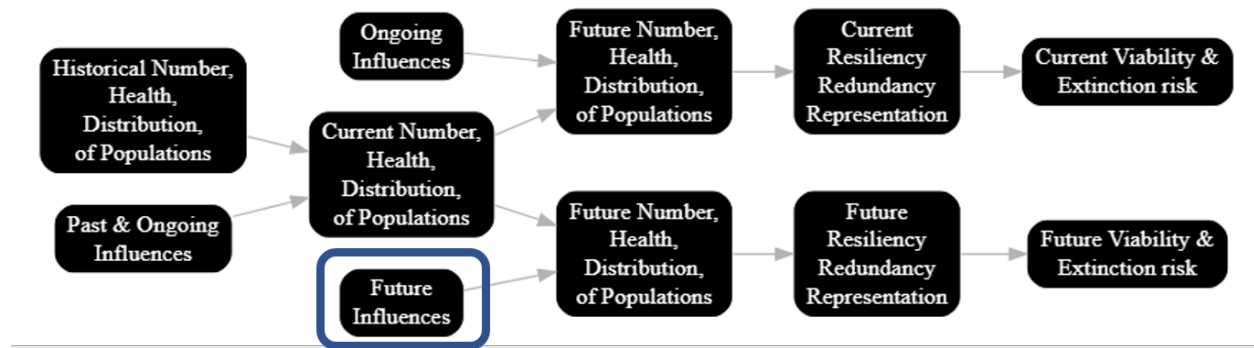 Historical Number,
Health,
Distribution,
of Populations
Past & Ongoing
Influences
Ongoing
Influences
Current Number,
Health,
Distribution,
of Populations
Future
Influences
Future Number,
Health,
Distribution,
of Populations
Future Number,
Health,
Distribution,
of Populations
Current
Resiliency
Redundancy
Representation
Future
Resiliency
Redundancy
Representation
Current Viability &
Extinction risk
Future Viability &
Extinction risk